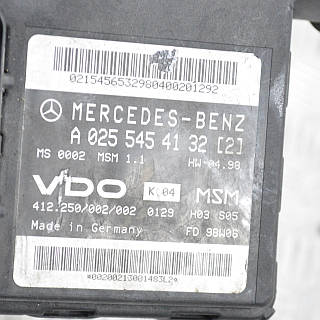 0215456532980400201292
MERCEDES-BENZ
A 025 545 41 32 [2]
MS 0002 MSM 1.1 HW-04.98
VDO K 04 MSM
412.250/002/002 0129 H03 S05
Made in Germany FD 98W06
*00200213081483L2*